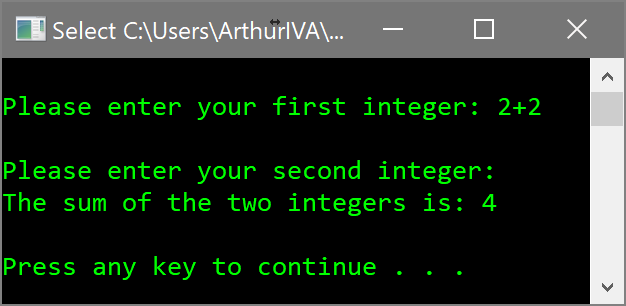 Select C:\Users\ArthurIVA\...
Please enter your first integer: 2+2
Please enter your second integer:
The sum of the two integers is: 4
Press any key to continue . . .